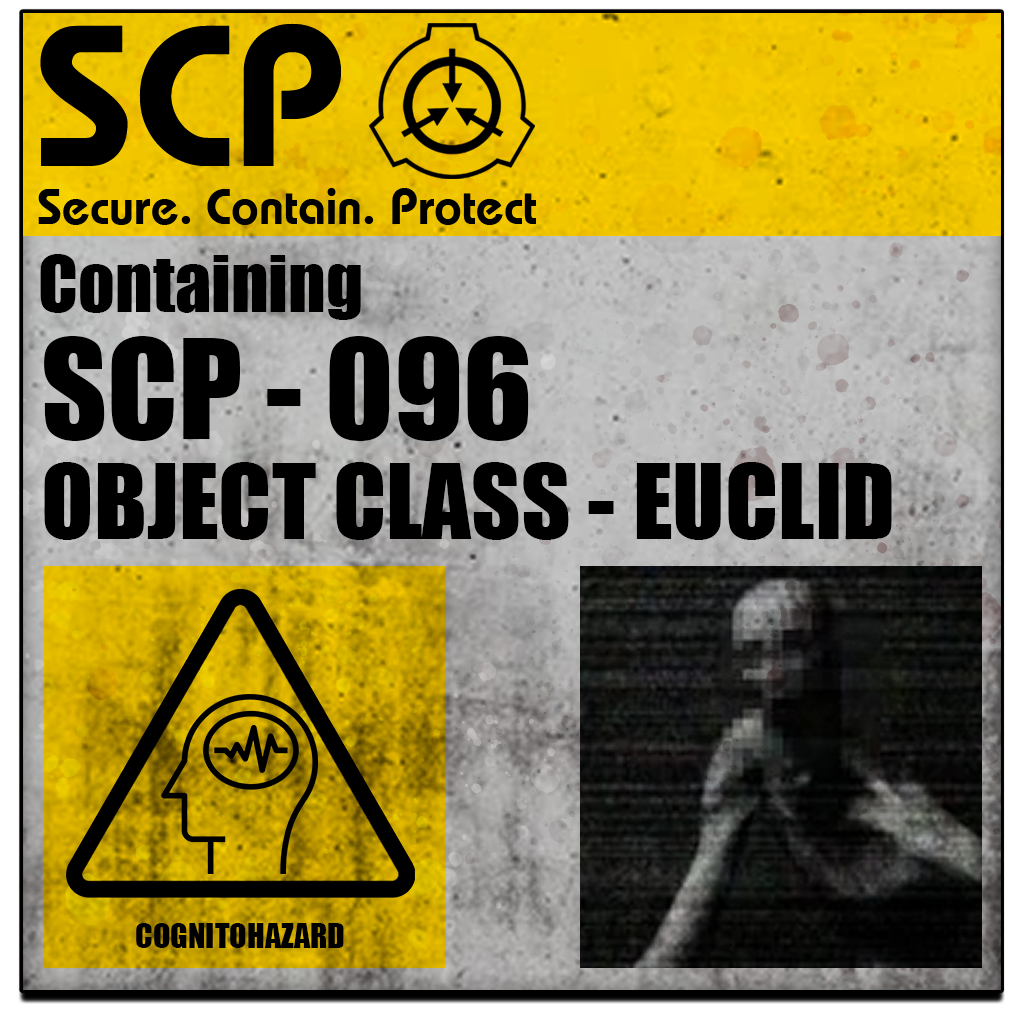 SCP
Secure. Contain. Protect
Containing
SCP - 096
OBJECT CLASS - EUCLID
COGNITOHAZARD